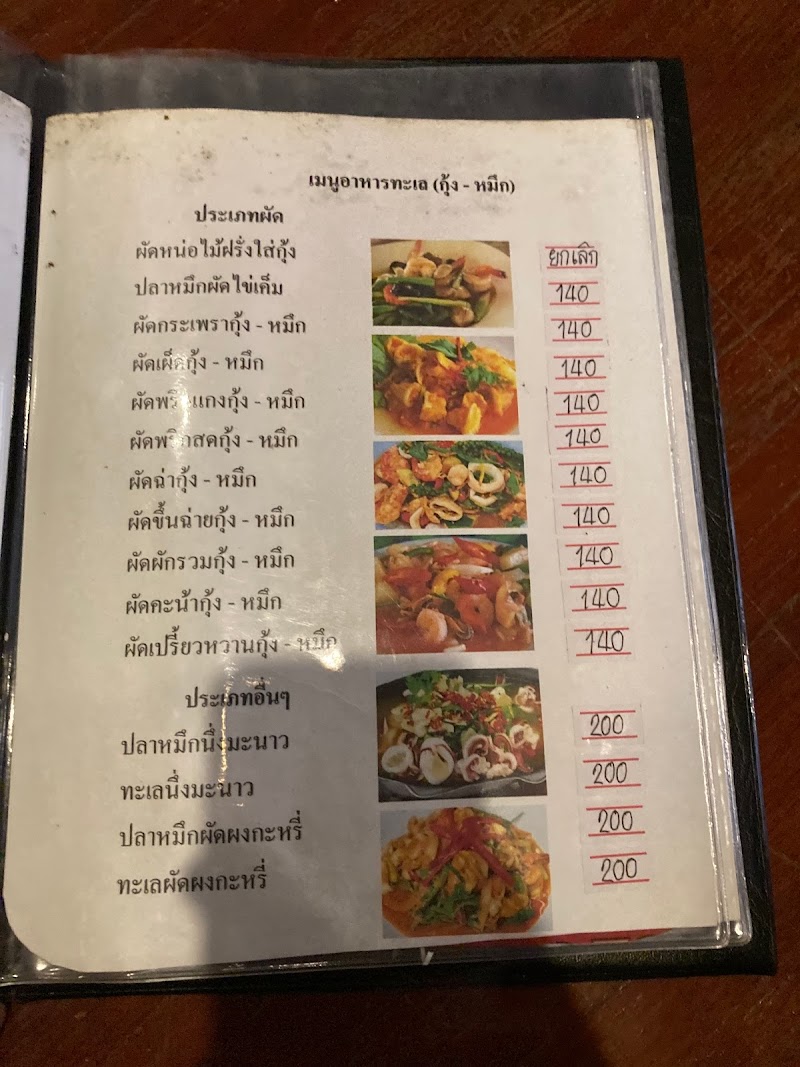 เมนูอาหารทะเล (กุ้ง - หมึก)
ประเภทผัด
ผัดหน่อไม้ฝรั่งใส่กุ้ง ยกเลิก
ปลาหมึกผัดไข่เค็ม 140
ผัดกระเพรากุ้ง - หมึก 140
ผัดเผ็ดกุ้ง - หมึก 140
ผัดพริกแกงกุ้ง - หมึก 140
ผัดพริกสดกุ้ง - หมึก 140
ผัดฉ่ากุ้ง - หมึก 140
ผัดขึ้นฉ่ายกุ้ง - หมึก 140
ผัดผักรวมกุ้ง - หมึก 140
ผัดคะน้ากุ้ง - หมึก 140
ผัดเปรี้ยวหวานกุ้ง - หมึก 140
ประเภทอื่นๆ
ปลาหมึกนึ่งมะนาว 200
ทะเลนึ่งมะนาว 200
ปลาหมึกผัดผงกะหรี่ 200
ทะเลผัดผงกะหรี่ 200